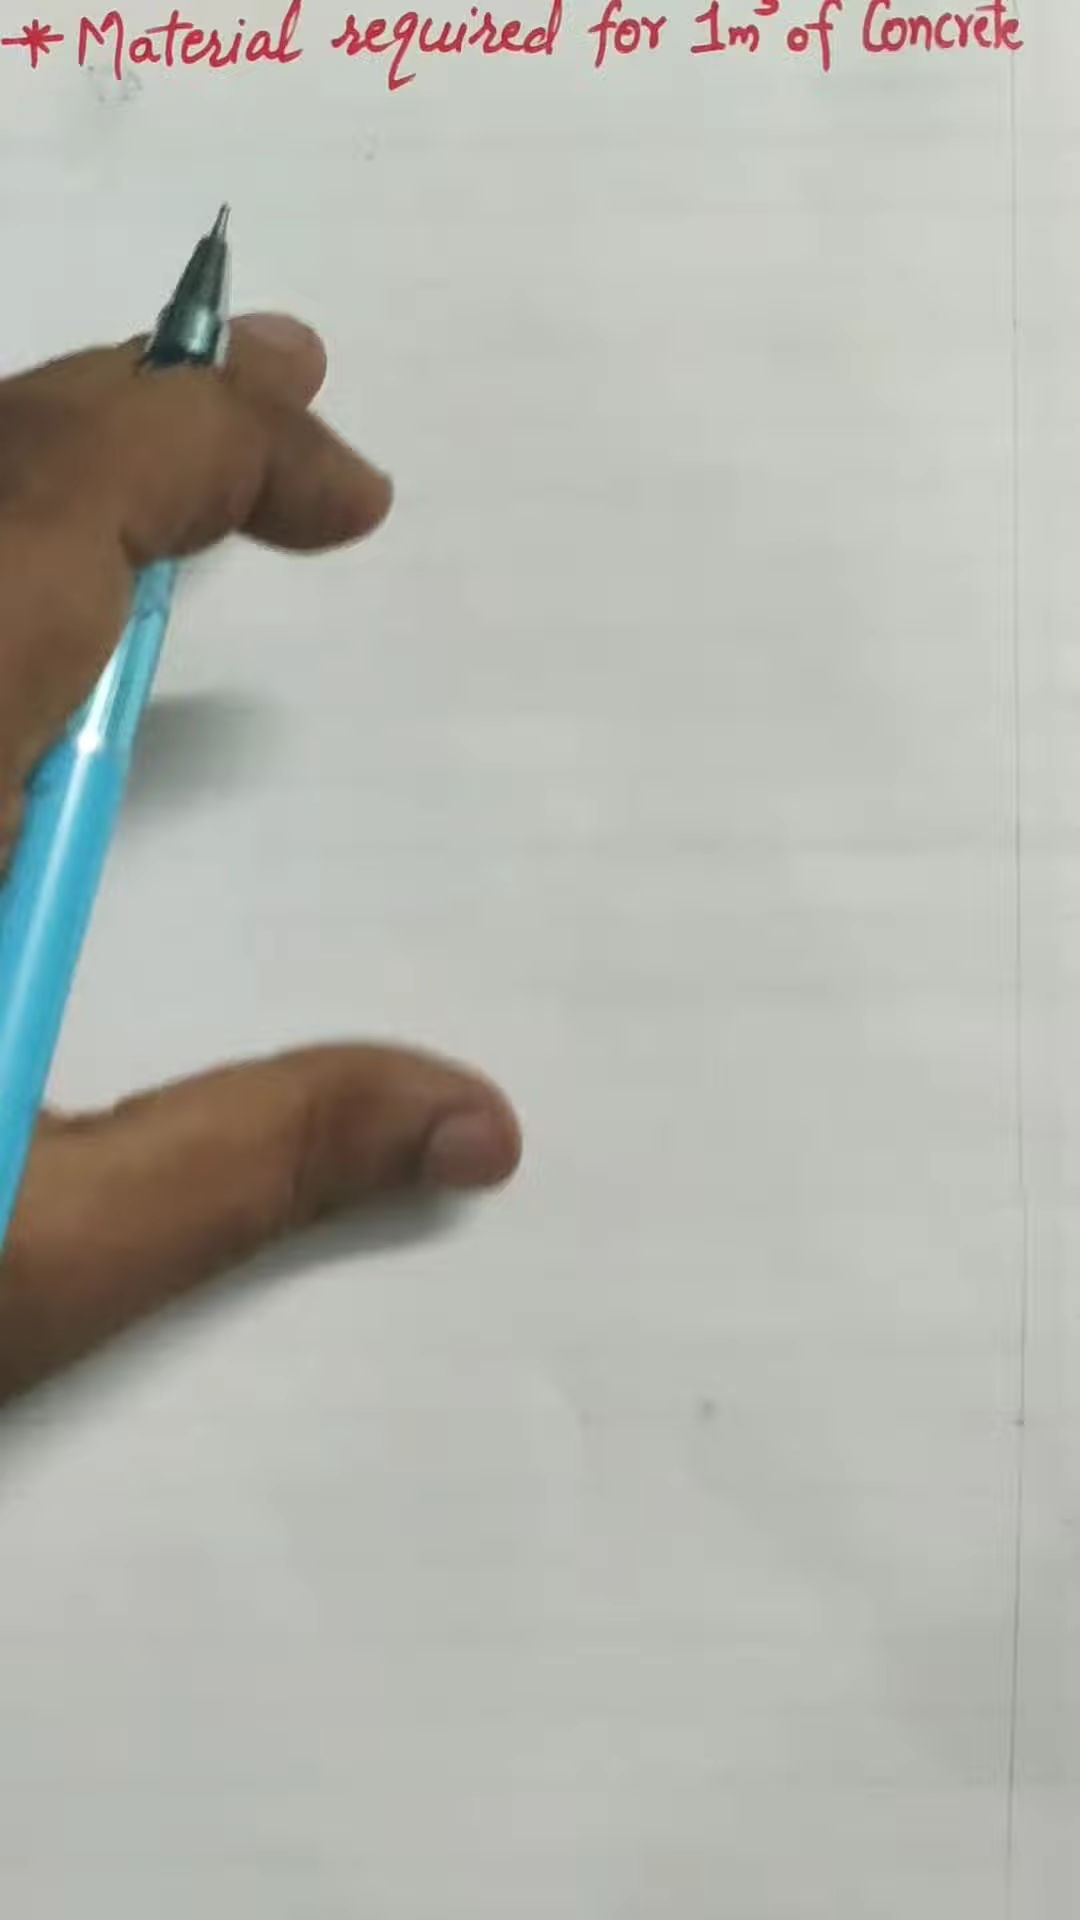 * Material required for 1m³ of Concrete